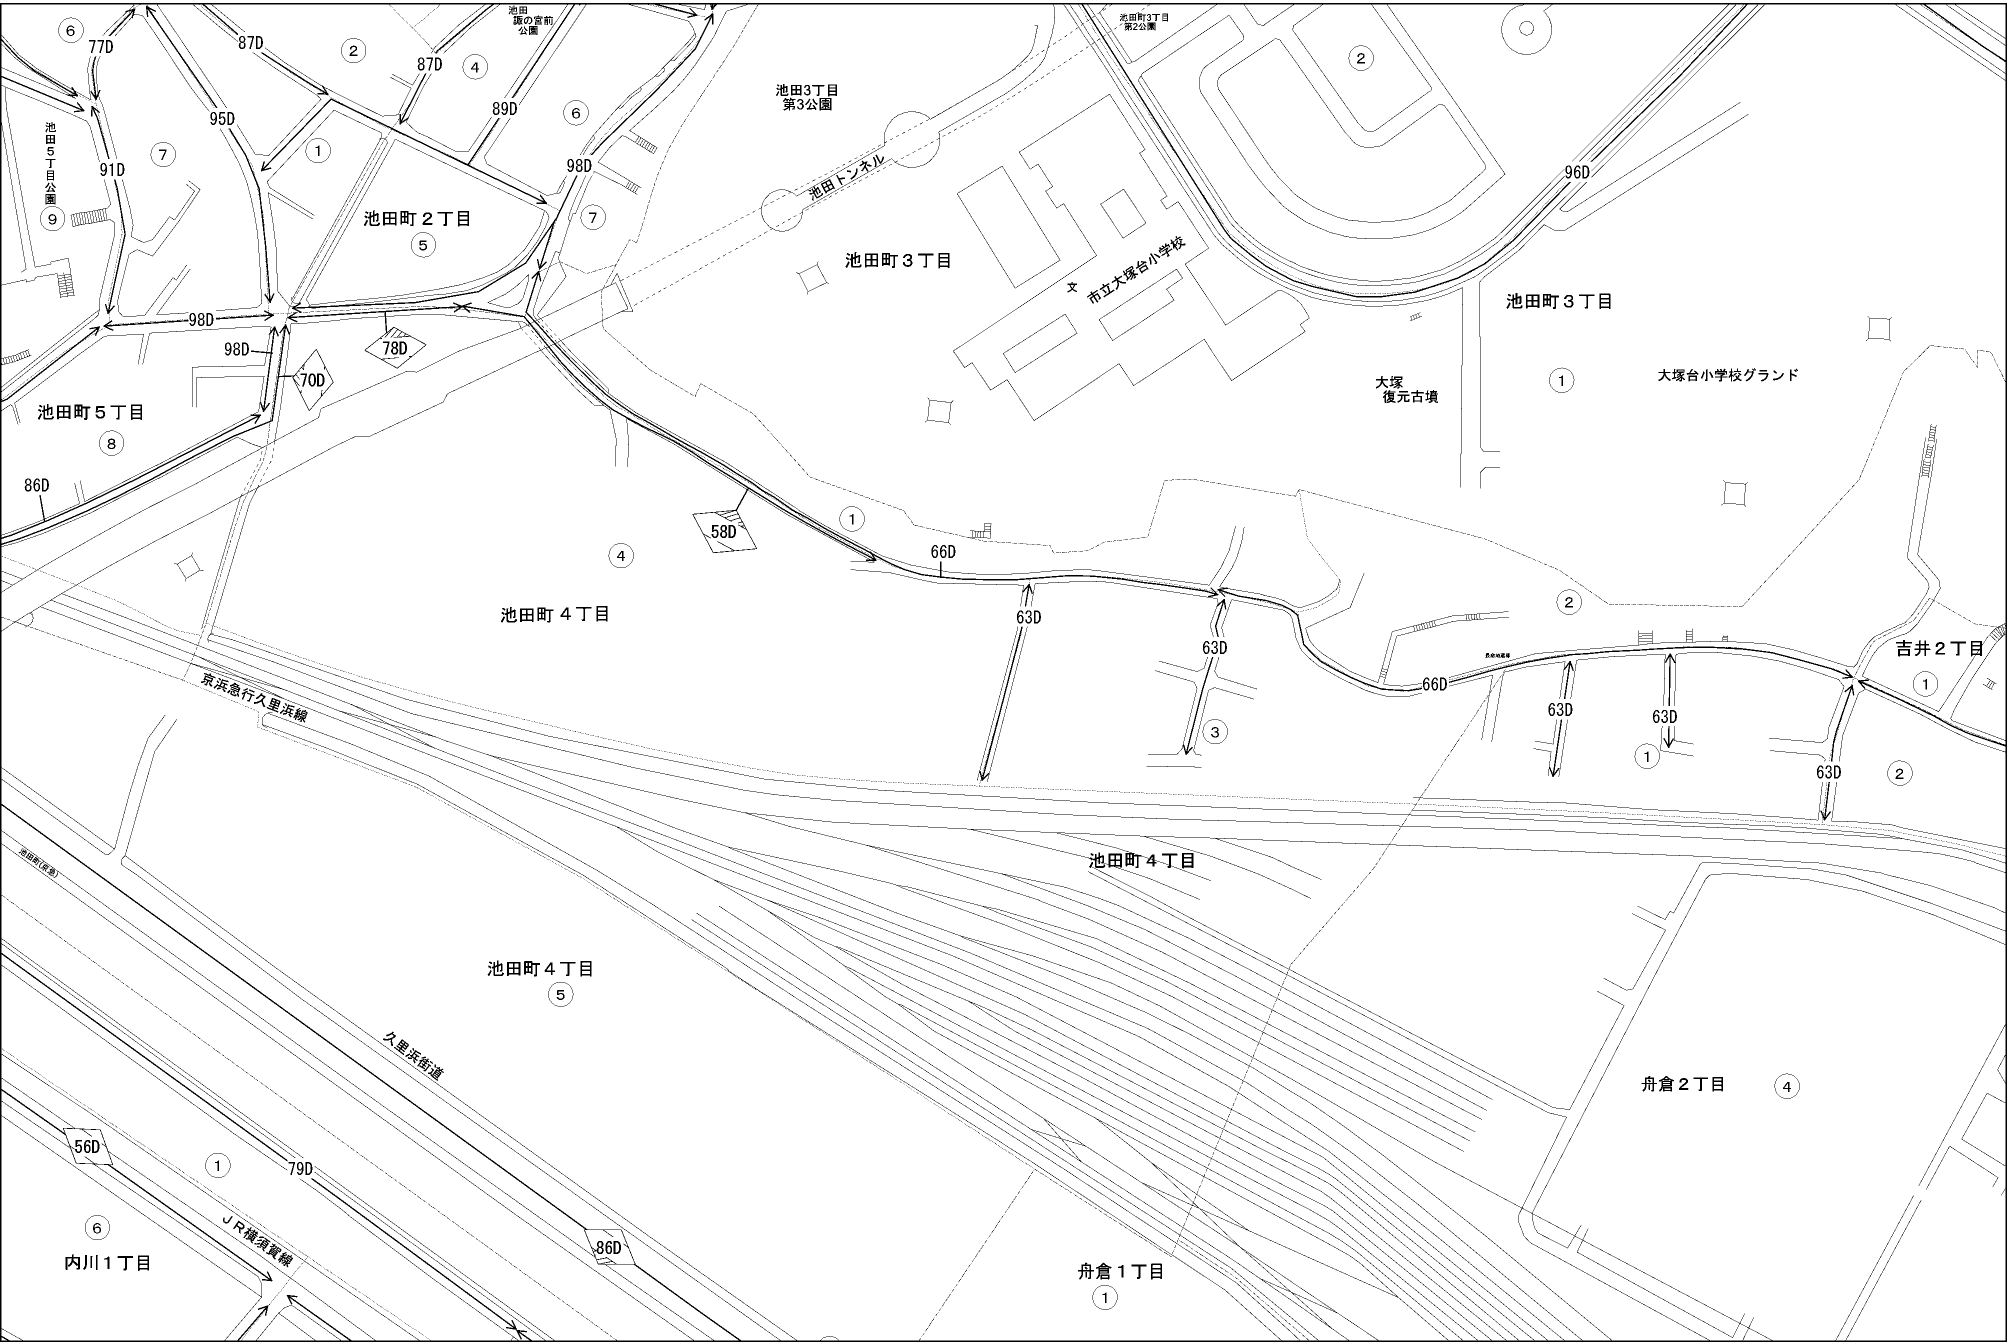 池田
諏の宮前
公園
池田町3丁目
第2公園
⑥
77D
87D
②
87D
④
②
89D
池田3丁目
第3公園
⑥
95D
池田5丁目公園
⑦
①
91D
98D
池田トンネル
96D
⑨
池田町２丁目
⑤
⑦
池田町３丁目
文
市立大塚台小学校
池田町３丁目
98D
98D
78D
70D
①
大塚
復元古墳
大塚台小学校グランド
池田町５丁目
⑧
86D
58D
①
④
66D
池田町４丁目
63D
②
63D
66D
吉井２丁目
①
京浜急行久里浜線
63D
63D
③
①
63D
②
池田町(京急)
池田町４丁目
池田町４丁目
⑤
久里浜街道
舟倉２丁目
④
56D
①
79D
⑥
JR横須賀線
86D
内川１丁目
舟倉１丁目
①